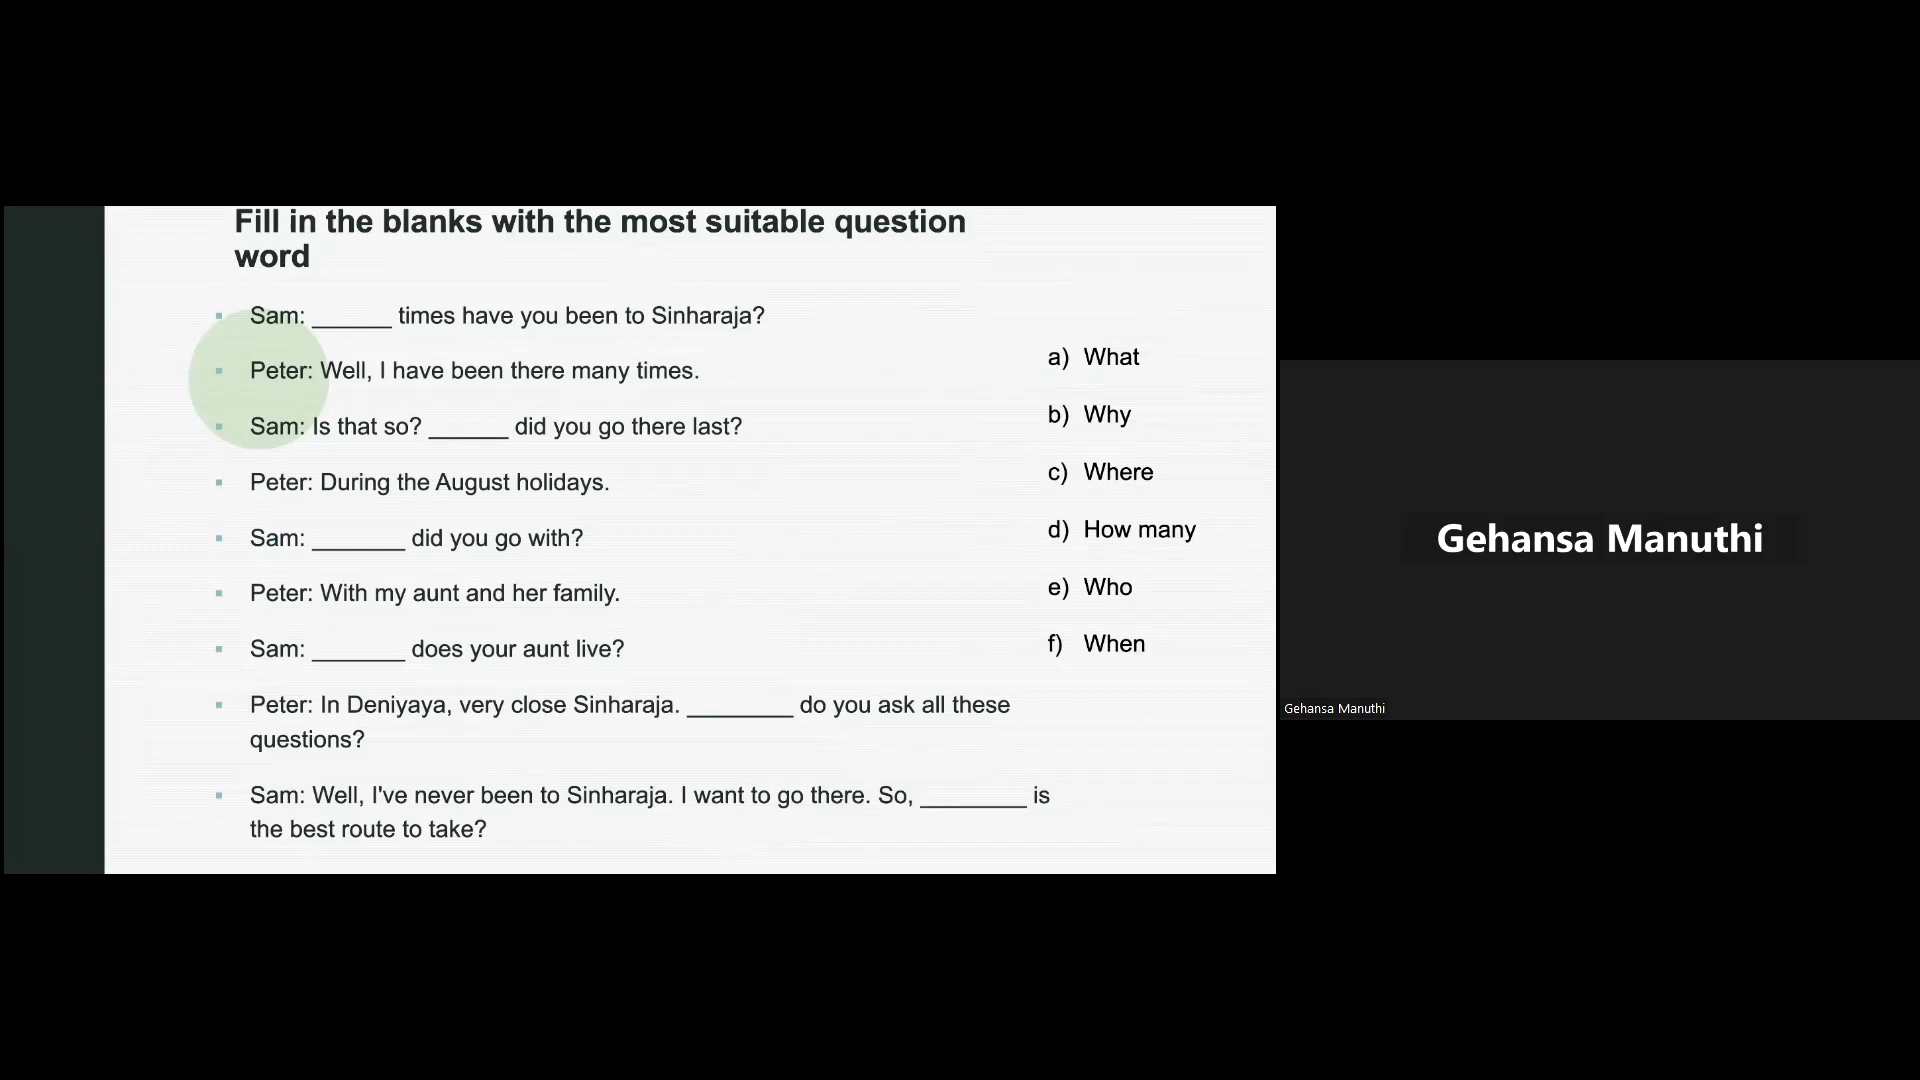 Fill in the blanks with the most suitable question
word
Sam: ______ times have you been to Sinharaja?
Peter: Well, I have been there many times.
Sam: Is that so? ______ did you go there last?
Peter: During the August holidays.
Sam: _______ did you go with?
Peter: With my aunt and her family.
Sam: _______ does your aunt live?
Peter: In Deniyaya, very close Sinharaja. ________ do you ask all these
questions?
Sam: Well, I've never been to Sinharaja. I want to go there. So, ________ is
the best route to take?
a) What
b) Why
c) Where
d) How many
e) Who
f) When
Gehansa Manuthi
Gehansa Manuthi